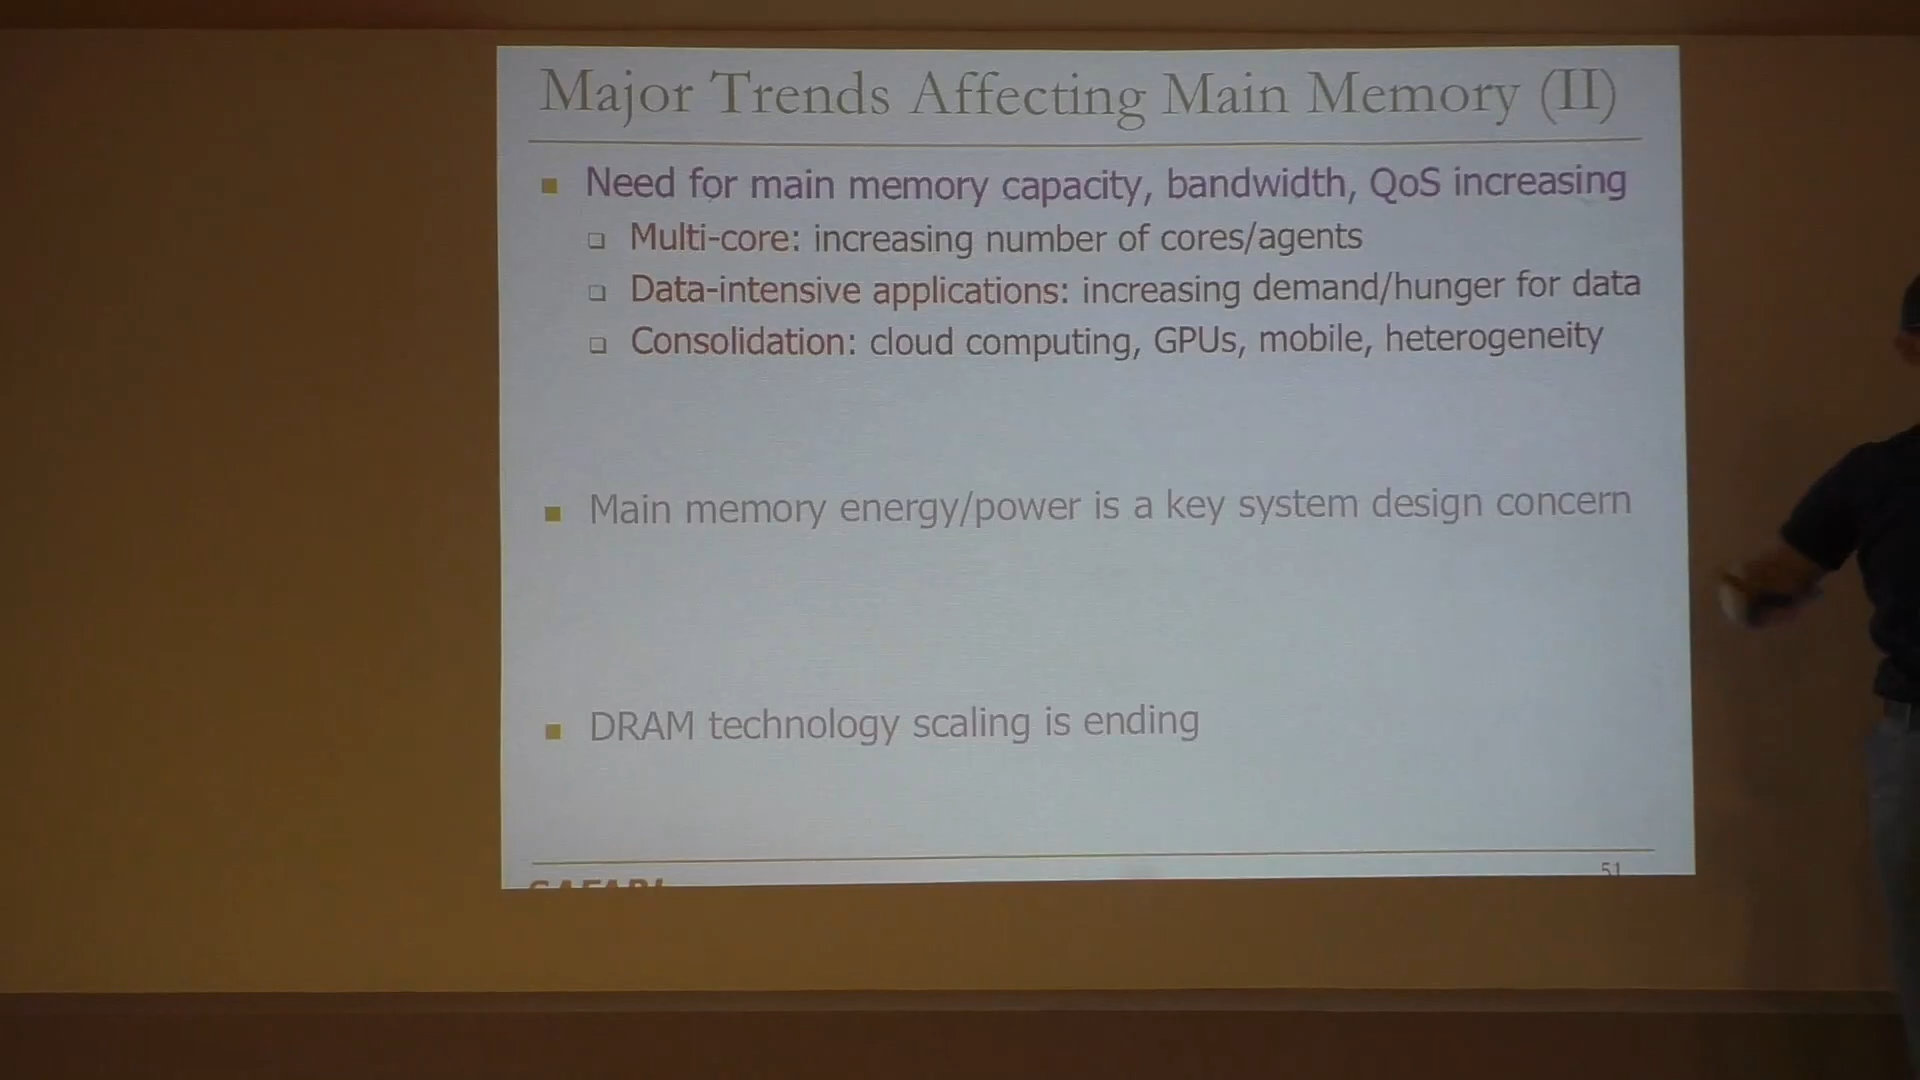 Major Trends Affecting Main Memory (II)
Need for main memory capacity, bandwidth, QoS increasing
Multi-core: increasing number of cores/agents
Data-intensive applications: increasing demand/hunger for data
Consolidation: cloud computing, GPUs, mobile, heterogeneity
Main memory energy/power is a key system design concern
DRAM technology scaling is ending
SAFARI
51